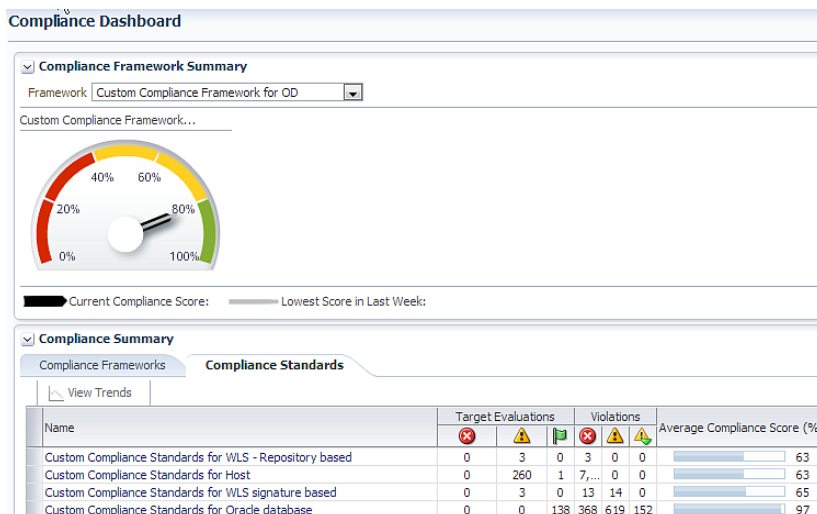 Compliance Dashboard
Compliance Framework Summary
Framework Custom Compliance Framework for OD
Custom Compliance Framework...
40% 60%
20% 80%
0% 100%
Current Compliance Score: Lowest Score in Last Week:
Compliance Summary
Compliance Frameworks Compliance Standards
View Trends
Name Target Evaluations Violations Average Compliance Score (%
Custom Compliance Standards for WLS - Repository based 0 3 0 3 0 0 63
Custom Compliance Standards for Host 0 260 1 7,... 0 0 63
Custom Compliance Standards for WLS signature based 0 3 0 13 14 0 65
Custom Compliance Standards for Oracle database 0 0 138 368 619 152 97